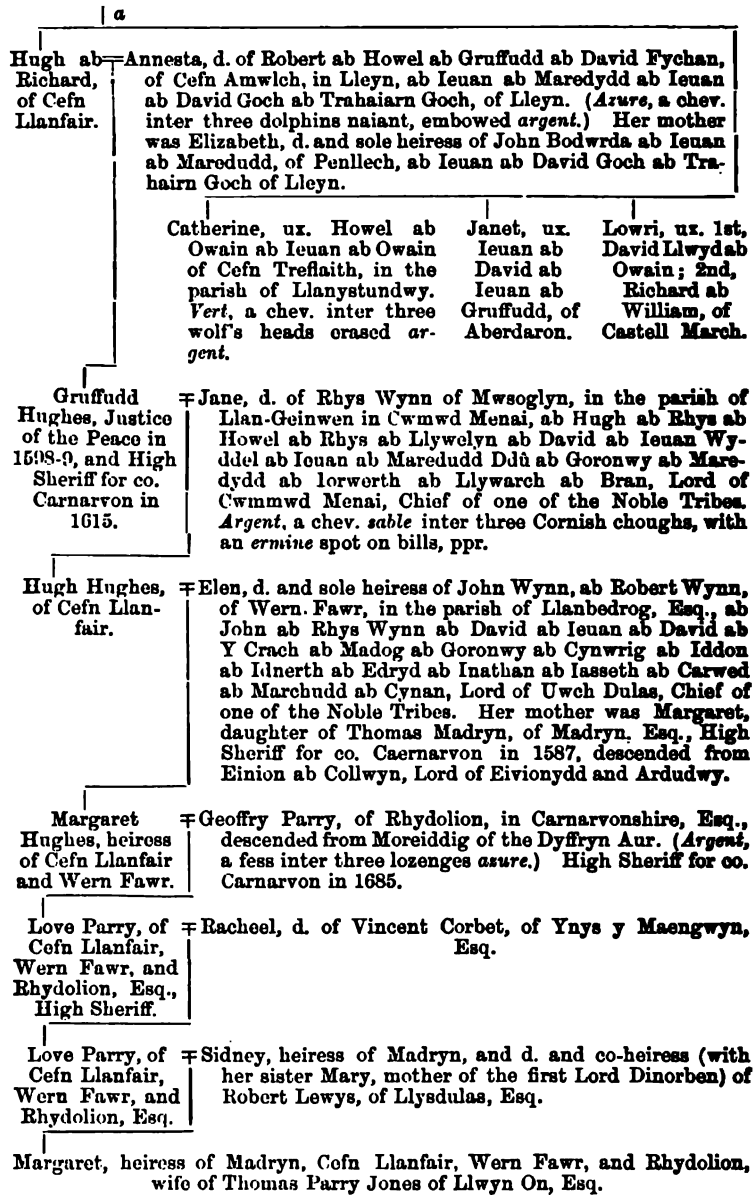 a
Hugh ab
Richard,
of Cefn
Llanfair.
Annesta, d. of Robert ab Howel ab Gruffudd ab David Fychan,
of Cefn Amwlch, in Lleyn, ab Ieuan ab Maredydd ab Ieuan
ab David Goch ab Trahaiarn Goch, of Lleyn. (Azure, a chev.
inter three dolphins naiant, embowed argent.) Her mother
was Elizabeth, d. and sole heiress of John Bodwrda ab Ieuan
ab Maredudd, of Penllech, ab Ieuan ab David Goch ab Tra-
hairn Goch of Lleyn.
Catherine, ux. Howel ab
Owain ab Ieuan ab Owain
of Cefn Treflaith, in the
parish of Llanystundwy.
Vert, a chev. inter three
wolf's heads erased ar-
gent.
Janet, ux.
Ieuan ab
David ab
Ieuan ab
Gruffudd, of
Aberdaron.
Lowri, ux. 1st,
David Llwyd ab
Owain; 2nd,
Richard ab
William, of
Castell March.
Gruffudd
Hughes, Justice
of the Peace in
1598-9, and High
Sheriff for co.
Carnarvon in
1615.
Jane, d. of Rhys Wynn of Mwsoglyn, in the parish of
Llan-Geinwen in Cwmwd Menai, ab Hugh ab Rhys ab
Howel ab Rhys ab Llywelyn ab David ab Ieuan Wy-
ddel ab Iouan ab Maredudd Ddû ab Goronwy ab Mare-
dydd ab Iorworth ab Llywarch ab Bran, Lord of
Cwmmwd Menai, Chief of one of the Noble Tribes.
Argent, a chev. sable inter three Cornish choughs, with
an ermine spot on bills, ppr.
Hugh Hughes,
of Cefn Llan-
fair.
Elen, d. and sole heiress of John Wynn, ab Robert Wynn,
of Wern Fawr, in the parish of Llanbedrog, Esq., ab
John ab Rhys Wynn ab David ab Ieuan ab David ab
Y Crach ab Madog ab Goronwy ab Cynwrig ab Iddon
ab Idnerth ab Edryd ab Inathan ab Iasseth ab Carwed
ab Marchudd ab Cynan, Lord of Uwch Dulas, Chief of
one of the Noble Tribes. Her mother was Margaret,
daughter of Thomas Madryn, of Madryn, Esq., High
Sheriff for co. Caernarvon in 1587, descended from
Einion ab Collwyn, Lord of Eivionydd and Ardudwy.
Margaret
Hughes, heiress
of Cefn Llanfair
and Wern Fawr.
Geoffry Parry, of Rhydolion, in Carnarvonshire, Esq.,
descended from Moreiddig of the Dyffryn Aur. (Argent,
a fess inter three lozenges azure.) High Sheriff for co.
Carnarvon in 1685.
Love Parry, of
Cefn Llanfair,
Wern Fawr, and
Rhydolion, Esq.,
High Sheriff.
Racheel, d. of Vincent Corbet, of Ynys y Maengwyn,
Esq.
Love Parry, of
Cefn Llanfair,
Wern Fawr, and
Rhydolion, Esq.
Sidney, heiress of Madryn, and d. and co-heiress (with
her sister Mary, mother of the first Lord Dinorben) of
Robert Lewys, of Llysdulas, Esq.
Margaret, heiress of Madryn, Cefn Llanfair, Wern Fawr, and Rhydolion,
wife of Thomas Parry Jones of Llwyn On, Esq.